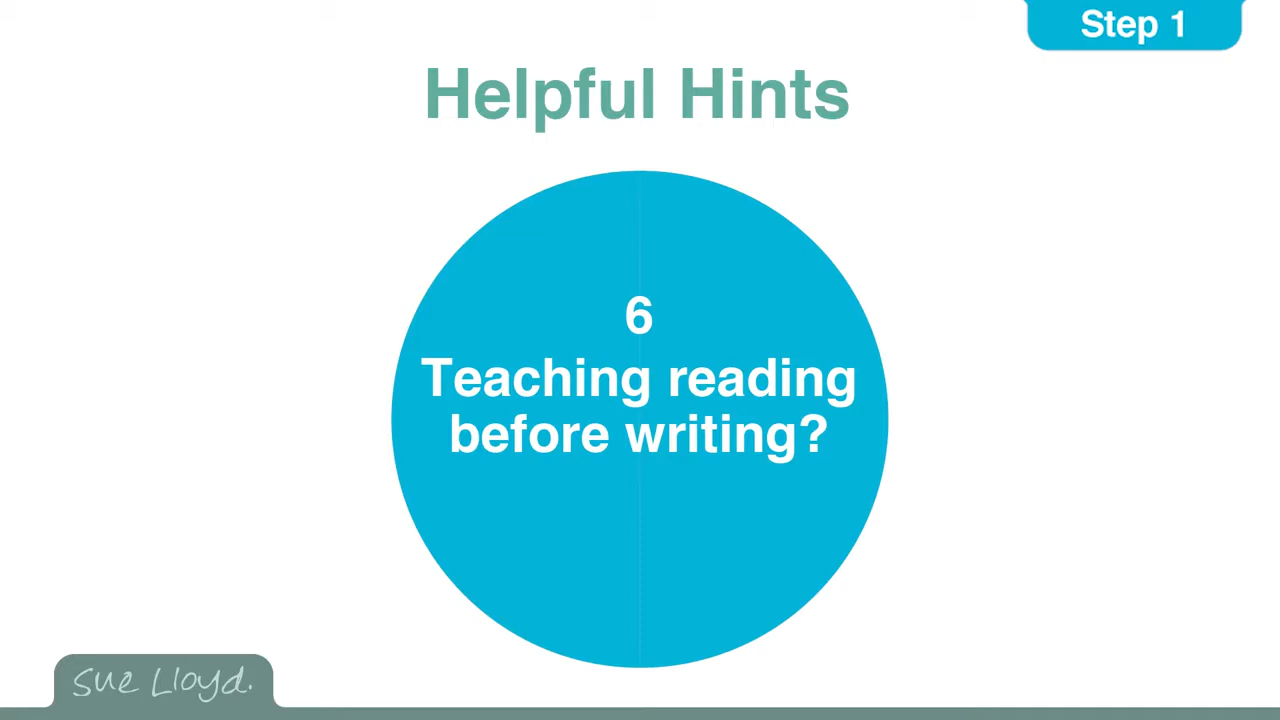 Step 1
Helpful Hints
6
Teaching reading
before writing?
Sue Lloyd.